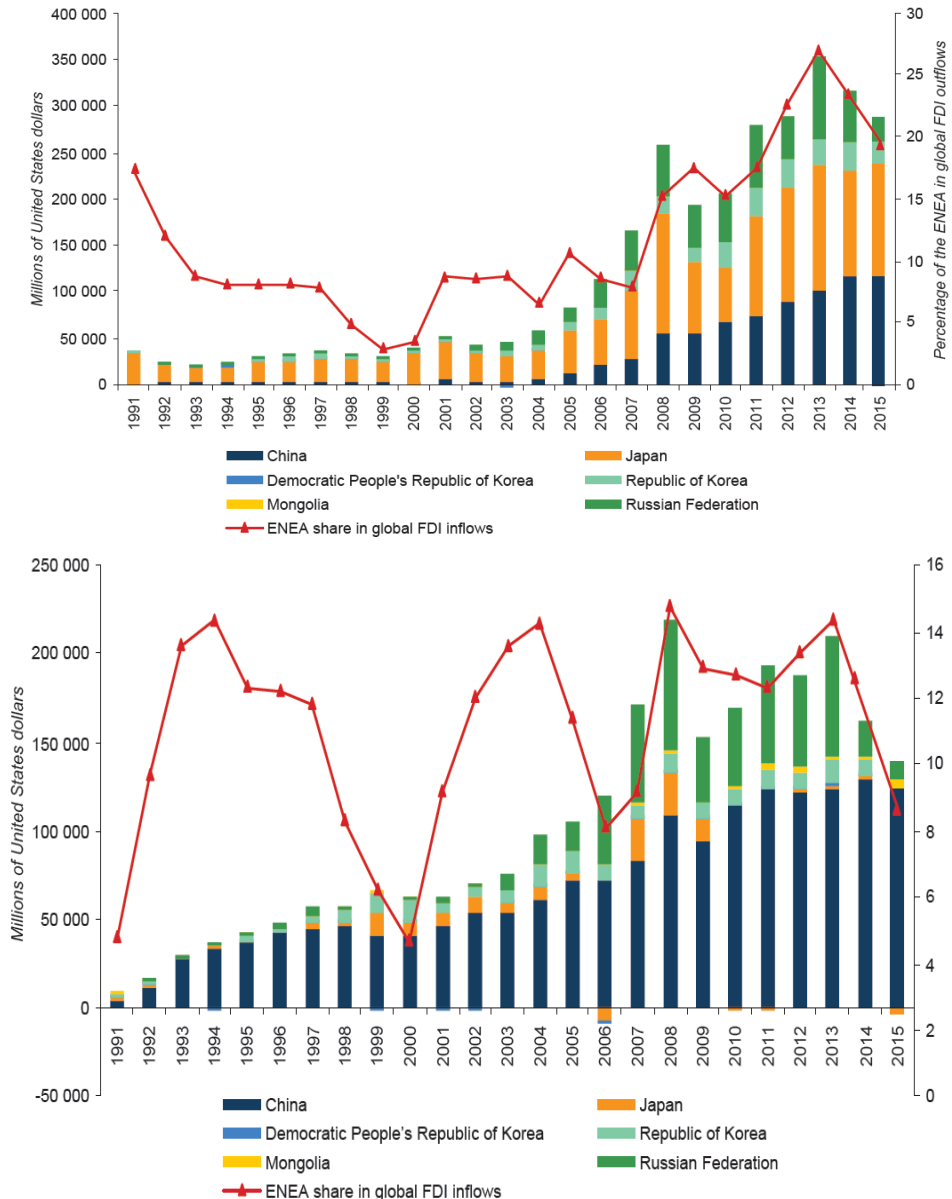 400 000
350 000
300 000
250 000
200 000
150 000
100 000
50 000
0
Millions of United States dollars
30
25
20
15
10
5
0
Percentage of the ENEA in global FDI outflows
1991 1992 1993 1994 1995 1996 1997 1998 1999 2000 2001 2002 2003 2004 2005 2006 2007 2008 2009 2010 2011 2012 2013 2014 2015
China Japan
Democratic People's Republic of Korea Republic of Korea
Mongolia Russian Federation
ENEA share in global FDI inflows
250 000
200 000
150 000
100 000
50 000
0
-50 000
Millions of United States dollars
16
14
12
10
8
6
4
2
0
1991 1992 1993 1994 1995 1996 1997 1998 1999 2000 2001 2002 2003 2004 2005 2006 2007 2008 2009 2010 2011 2012 2013 2014 2015
China Japan
Democratic People's Republic of Korea Republic of Korea
Mongolia Russian Federation
ENEA share in global FDI inflows